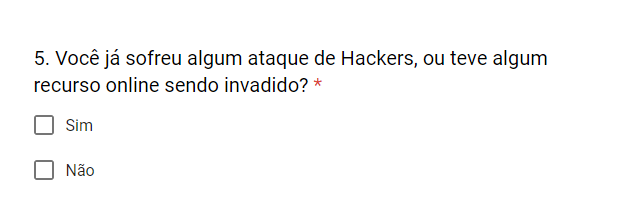 5. Você já sofreu algum ataque de Hackers, ou teve algum
recurso online sendo invadido? *
Sim
Não